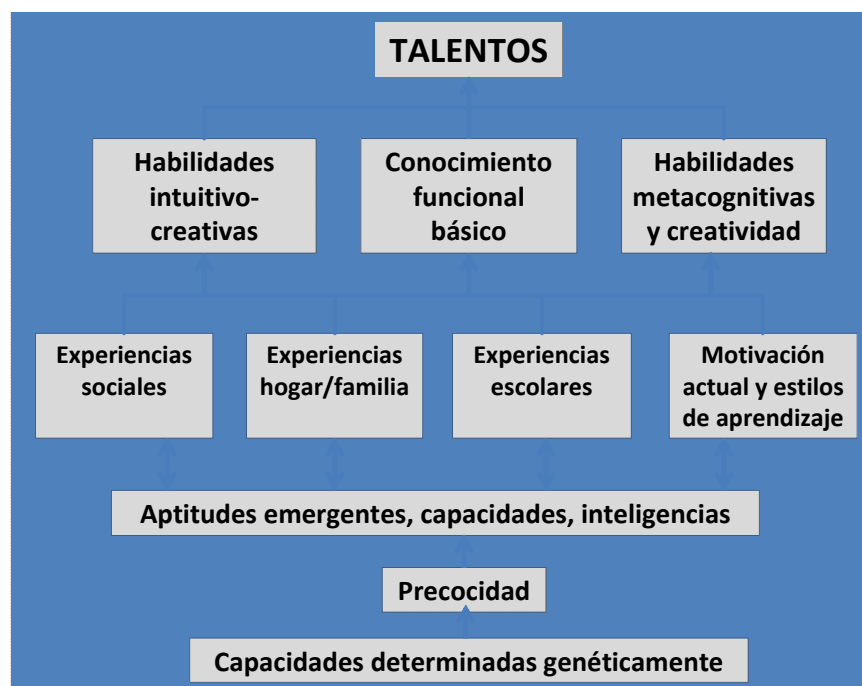 TALENTOS
Habilidades
intuitivo-
creativas
Conocimiento
funcional
básico
Habilidades
metacognitivas
y creatividad
Experiencias
sociales
Experiencias
hogar/familia
Experiencias
escolares
Motivación
actual y estilos
de aprendizaje
Aptitudes emergentes, capacidades, inteligencias
Precocidad
Capacidades determinadas genéticamente